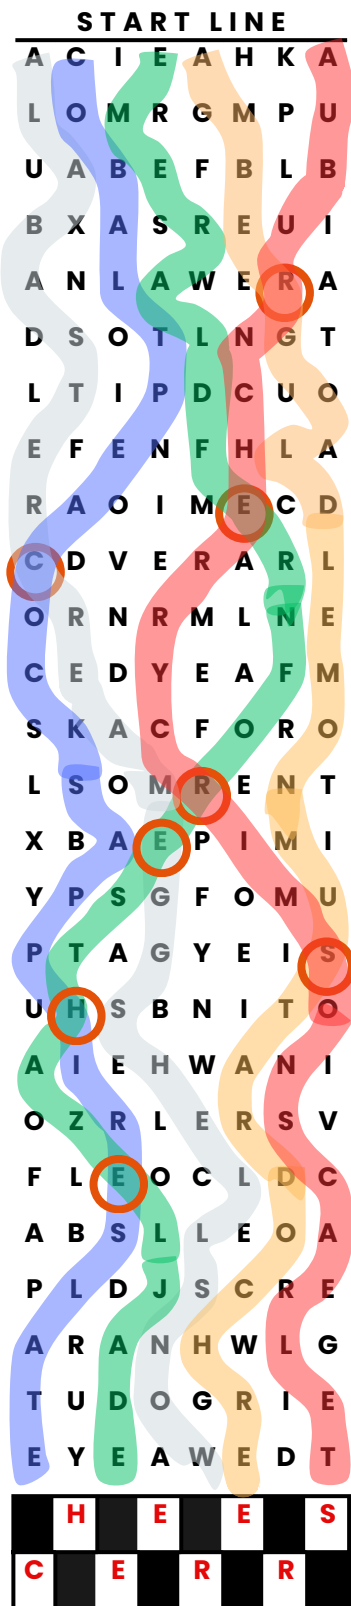 START LINE
A C I E A H K A
L O M R G M P U
U A B E F B L B
B X A S R E U I
A N L A W E R A
D S O T L N G T
L T I P D C U O
E F E N F H L A
R A O I M E C D
C D V E R A R L
O R N R M L N E
C E D Y E A F M
S K A C F O R O
L S O M R E N T
X B A E P I M I
Y P S G F O M U
P T A G Y E I S
U H S B N I T O
A I E H W A N I
O Z R L E R S V
F L E O C L D C
A B S L L E O A
P L D J S C R E
A R A N H W L G
T U D O G R I E
E Y E A W E D T
H E E S
C E R R